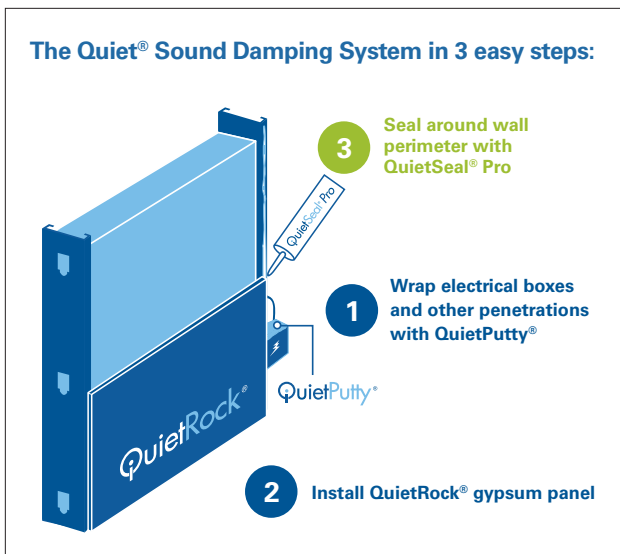 The Quiet® Sound Damping System in 3 easy steps:
3
Seal around wall
perimeter with
QuietSeal® Pro
QuietSeal® Pro
1
Wrap electrical boxes
and other penetrations
with QuietPutty®
QuietPutty®
QuietRock®
2
Install QuietRock® gypsum panel